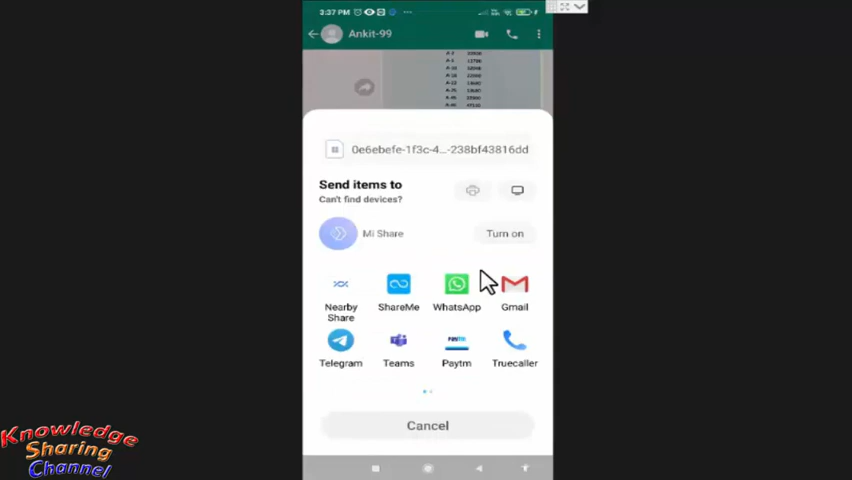 3:37 PM
Ankit-99
0e6ebefe-1f3c-4...-238bf43816dd
Send items to
Can't find devices?
Mi Share
Turn on
Nearby Share
ShareMe
WhatsApp
Gmail
Telegram
Teams
paytm
Paytm
Truecaller
Cancel
Knowledge
Sharing
Channel